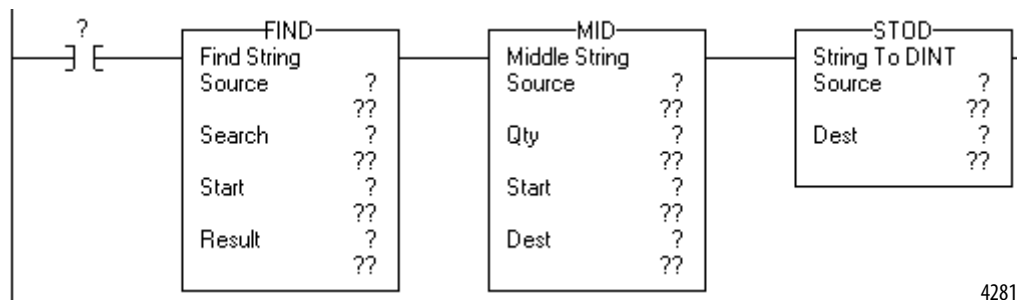 ?
FIND
Find String
Source ?
??
Search ?
??
Start ?
??
Result ?
??
MID
Middle String
Source ?
??
Qty ?
??
Start ?
??
Dest ?
??
STOD
String To DINT
Source ?
??
Dest ?
??
4281